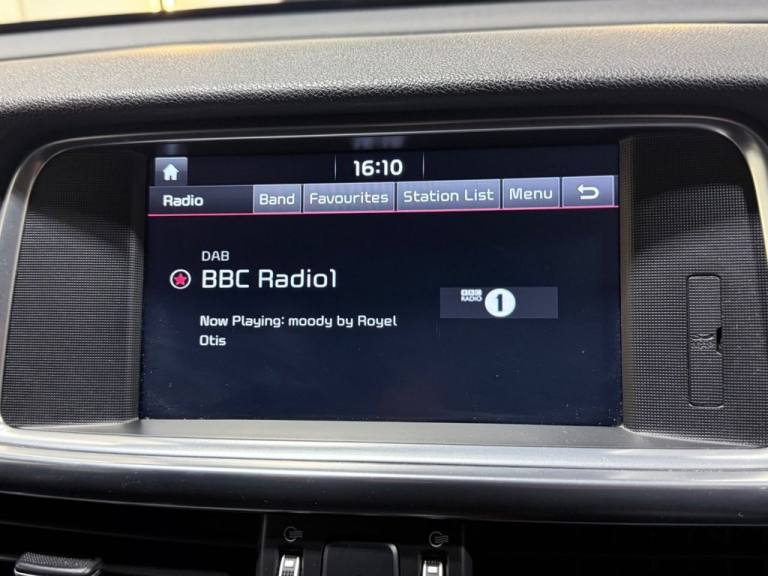 16:10
Radio Band Favourites Station List Menu
DAB
BBC Radio1
BBC
RADIO 1
Now Playing: moody by Royel
Otis